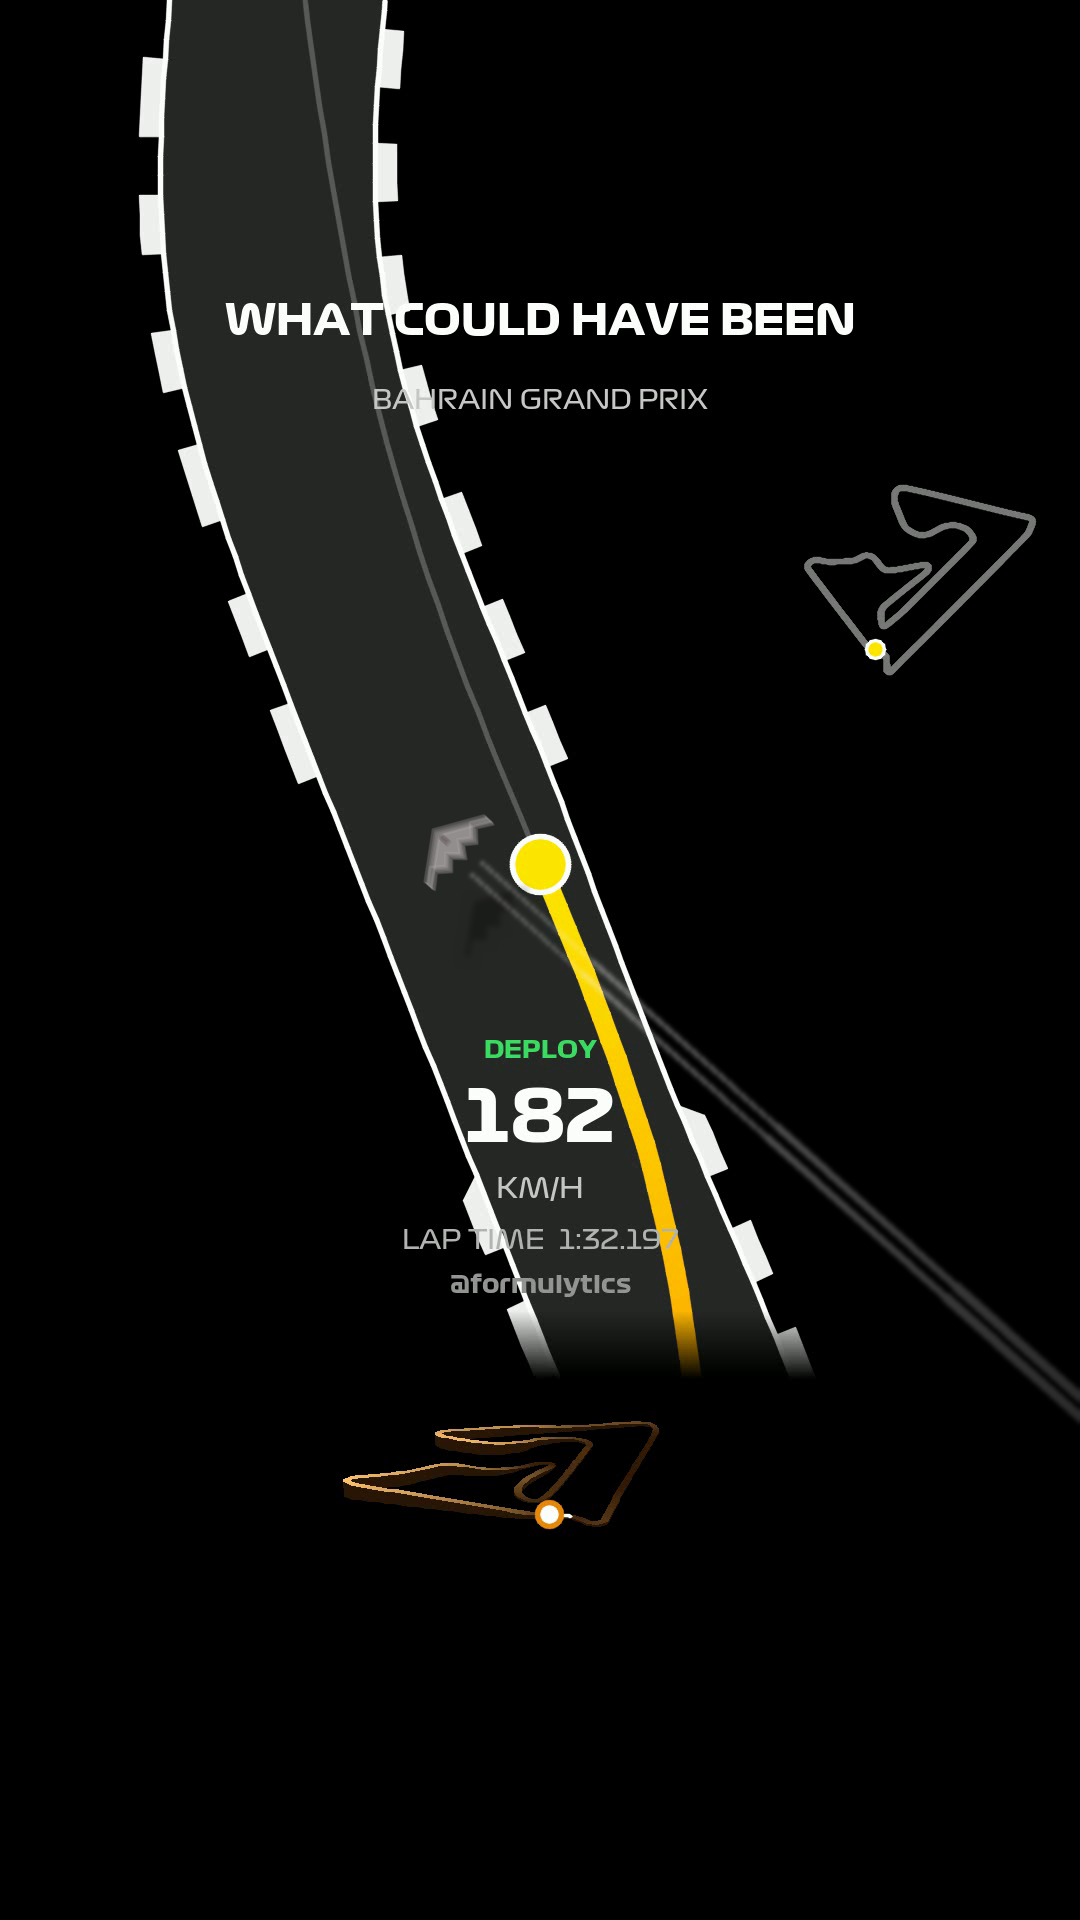 WHAT COULD HAVE BEEN
BAHRAIN GRAND PRIX
DEPLOY
182
KM/H
LAP TIME 1:32.197
@formulytics